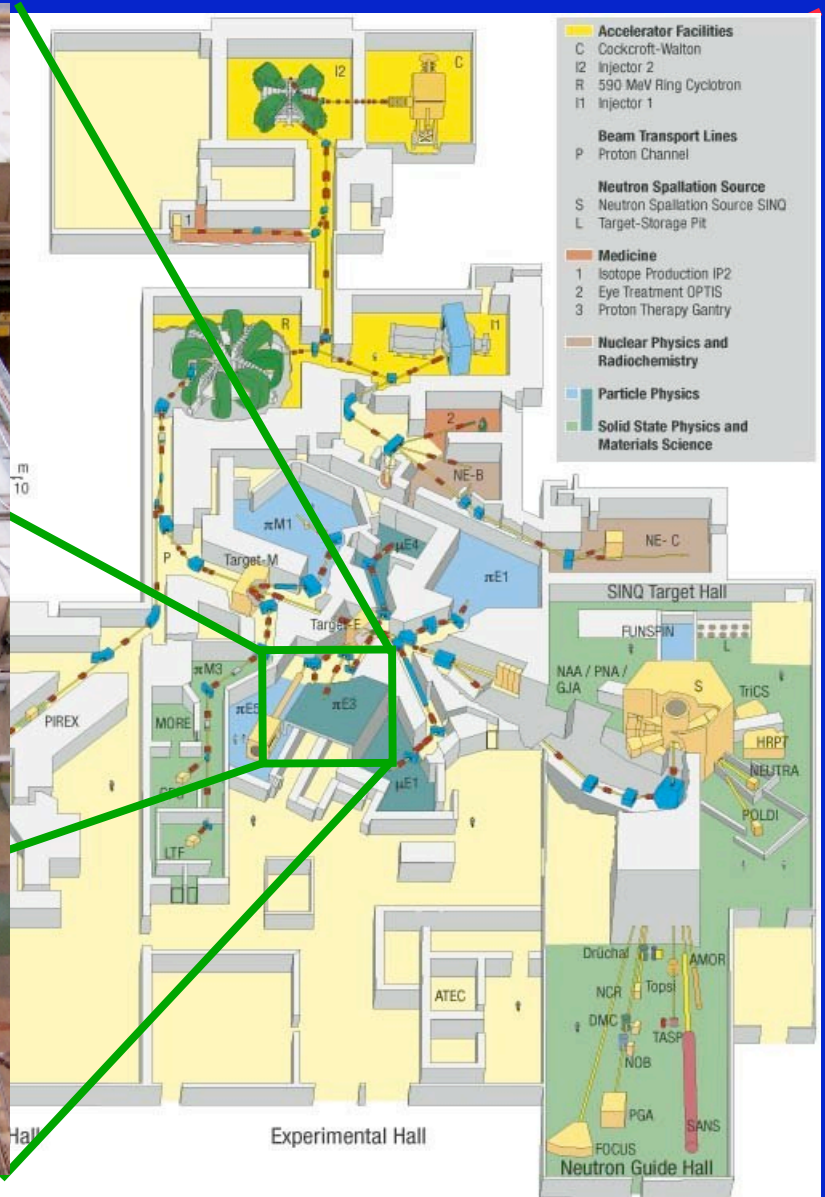 Accelerator Facilities
C Cockcroft-Walton
I2 Injector 2
R 590 MeV Ring Cyclotron
I1 Injector 1
Beam Transport Lines
P Proton Channel
Neutron Spallation Source
S Neutron Spallation Source SINQ
L Target-Storage Pit
Medicine
1 Isotope Production IP2
2 Eye Treatment OPTIS
3 Proton Therapy Gantry
Nuclear Physics and
Radiochemistry
Particle Physics
Solid State Physics and
Materials Science
I2
C
1
R
I1
2
NE-B
m
10
πM1
μE4
NE- C
P
Target-M
πE1
SINQ Target Hall
Target-E
FUNSPIN
L
πM3
NAA / PNA /
GJA
S
TriCS
PIREX
MORE
πE5
πE3
HRPT
NEUTRA
μE1
POLDI
LTF
Drüchal
AMOR
NCR
Topsi
ATEC
DMC
TASP
NOB
PGA
SANS
Hall
Experimental Hall
FOCUS
Neutron Guide Hall